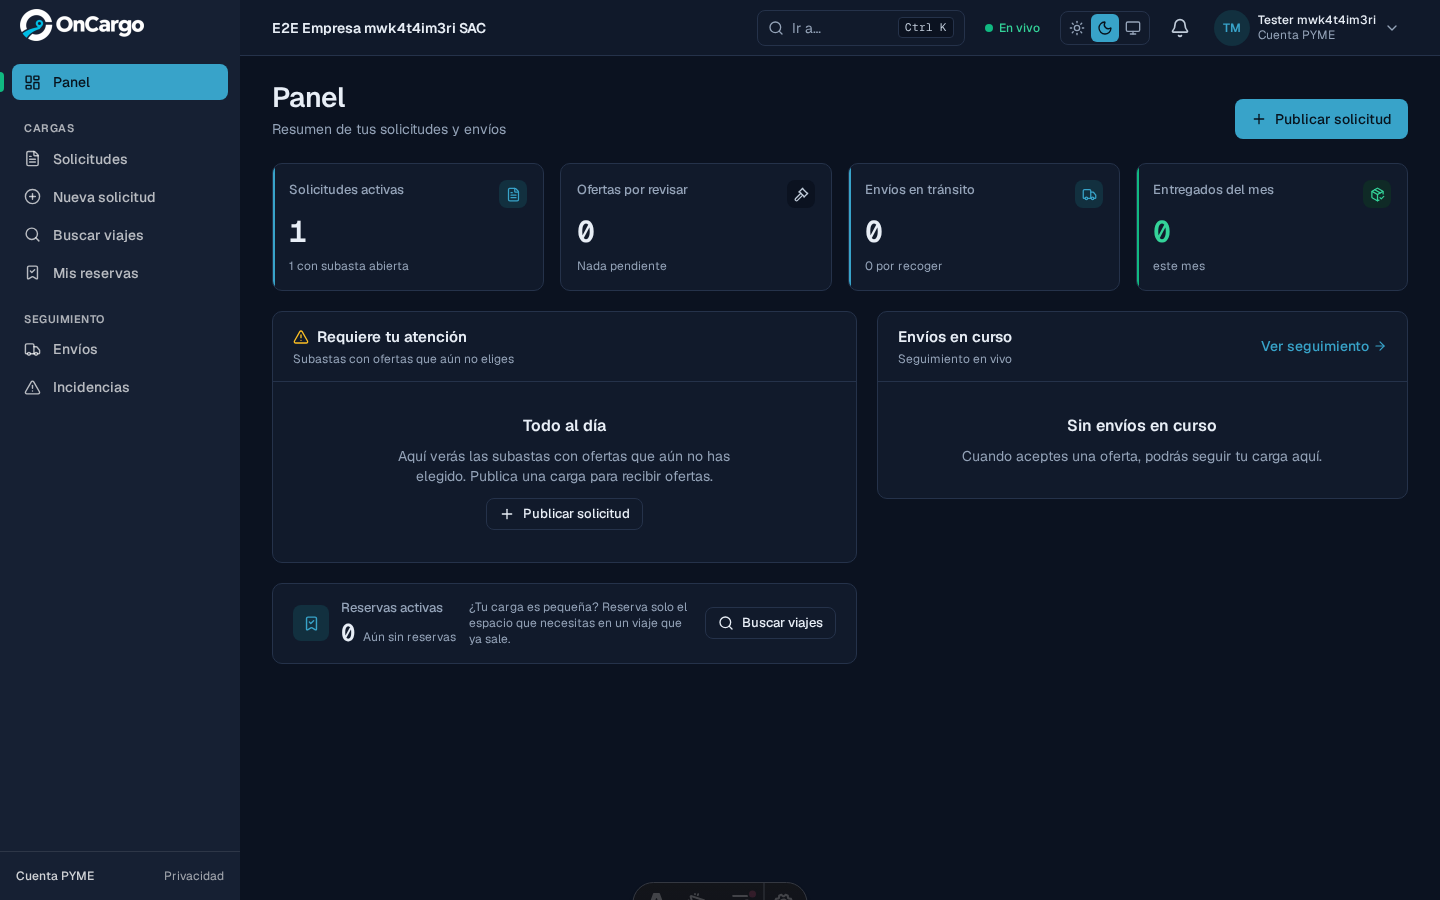 OnCargo
E2E Empresa mwk4t4im3ri SAC
Ir a...
Ctrl K
En vivo
TM
Tester mwk4t4im3ri
Cuenta PYME
Panel
CARGAS
Solicitudes
Nueva solicitud
Buscar viajes
Mis reservas
SEGUIMIENTO
Envíos
Incidencias
Cuenta PYME
Privacidad
Panel
Resumen de tus solicitudes y envíos
Publicar solicitud
Solicitudes activas
1
1 con subasta abierta
Ofertas por revisar
0
Nada pendiente
Envíos en tránsito
0
0 por recoger
Entregados del mes
0
este mes
Requiere tu atención
Subastas con ofertas que aún no eliges
Todo al día
Aquí verás las subastas con ofertas que aún no has
elegido. Publica una carga para recibir ofertas.
Publicar solicitud
Envíos en curso
Seguimiento en vivo
Ver seguimiento
Sin envíos en curso
Cuando aceptes una oferta, podrás seguir tu carga aquí.
Reservas activas
0 Aún sin reservas
¿Tu carga es pequeña? Reserva solo el
espacio que necesitas en un viaje que
ya sale.
Buscar viajes